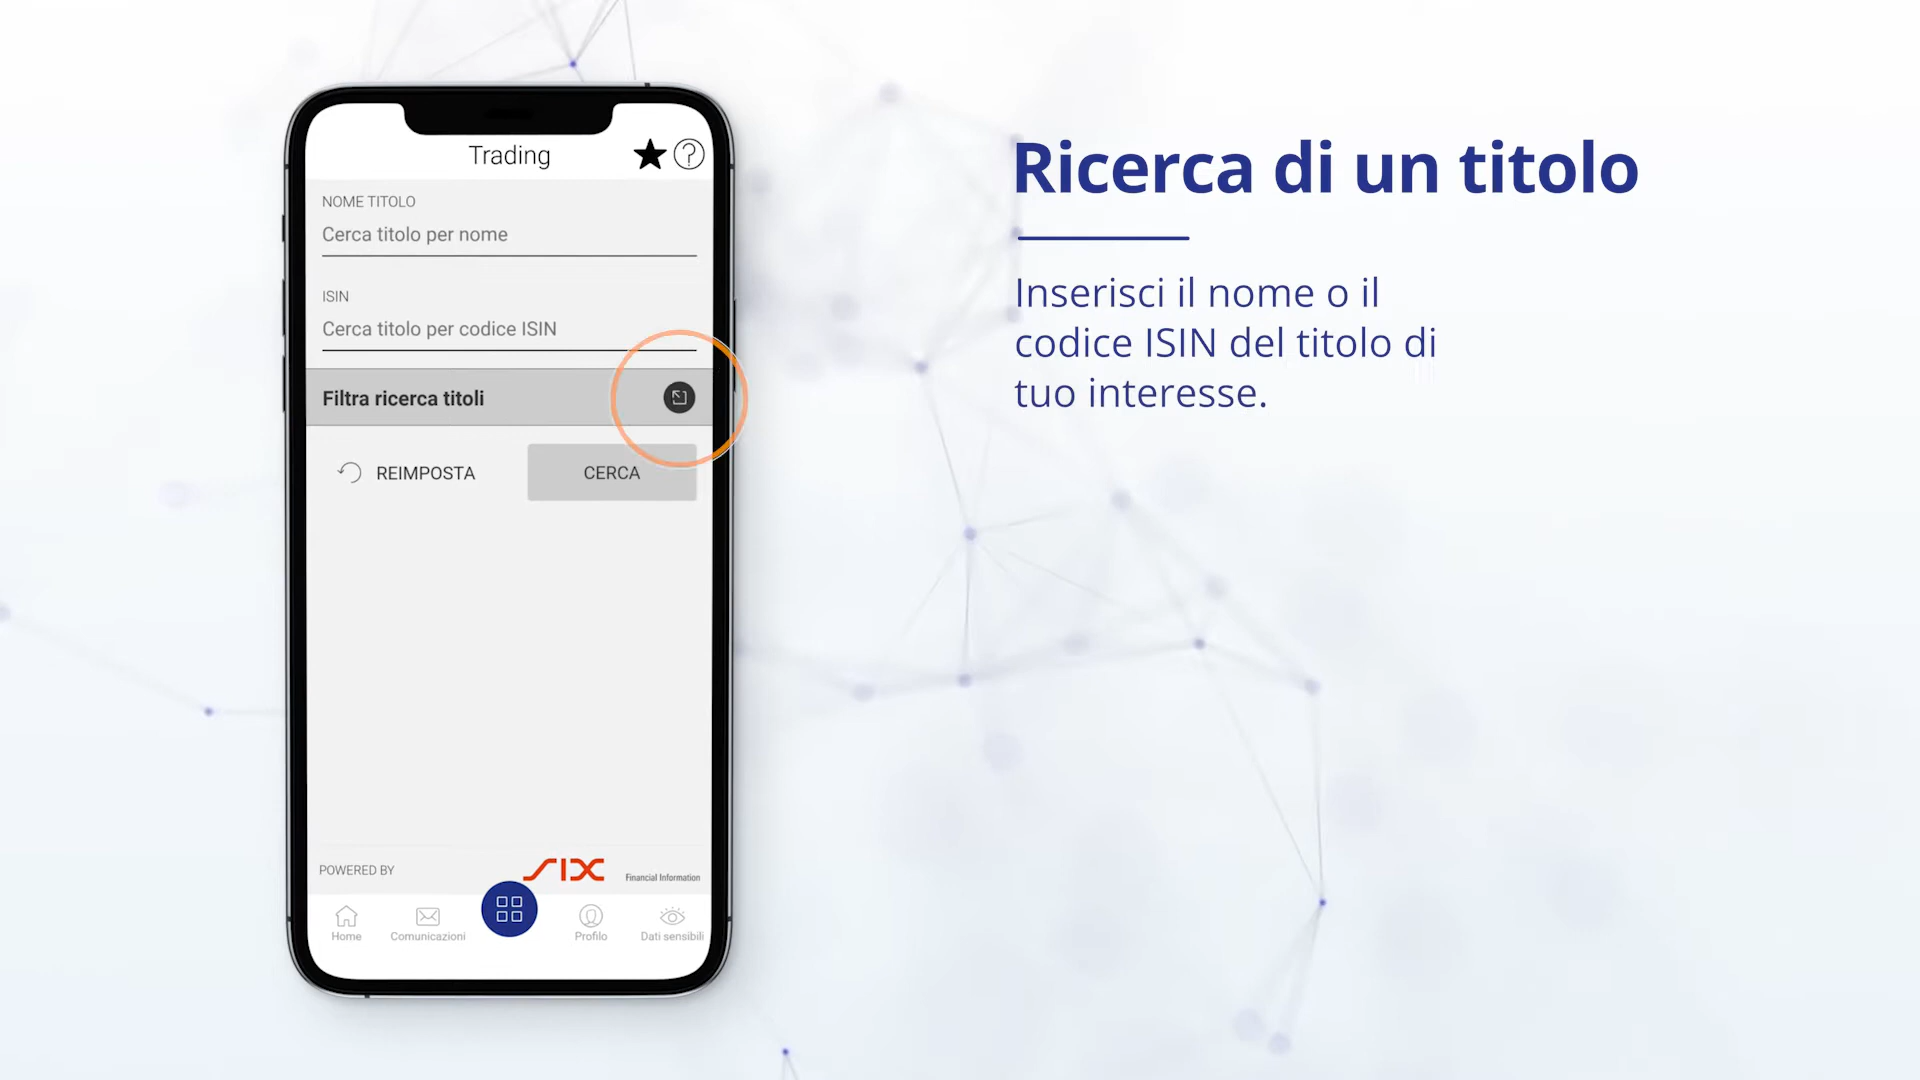 Trading
NOME TITOLO
Cerca titolo per nome
ISIN
Cerca titolo per codice ISIN
Filtra ricerca titoli
REIMPOSTA
CERCA
POWERED BY
SIX
Financial Information
Home
Comunicazioni
Profilo
Dati sensibili
Ricerca di un titolo
Inserisci il nome o il
codice ISIN del titolo di
tuo interesse.